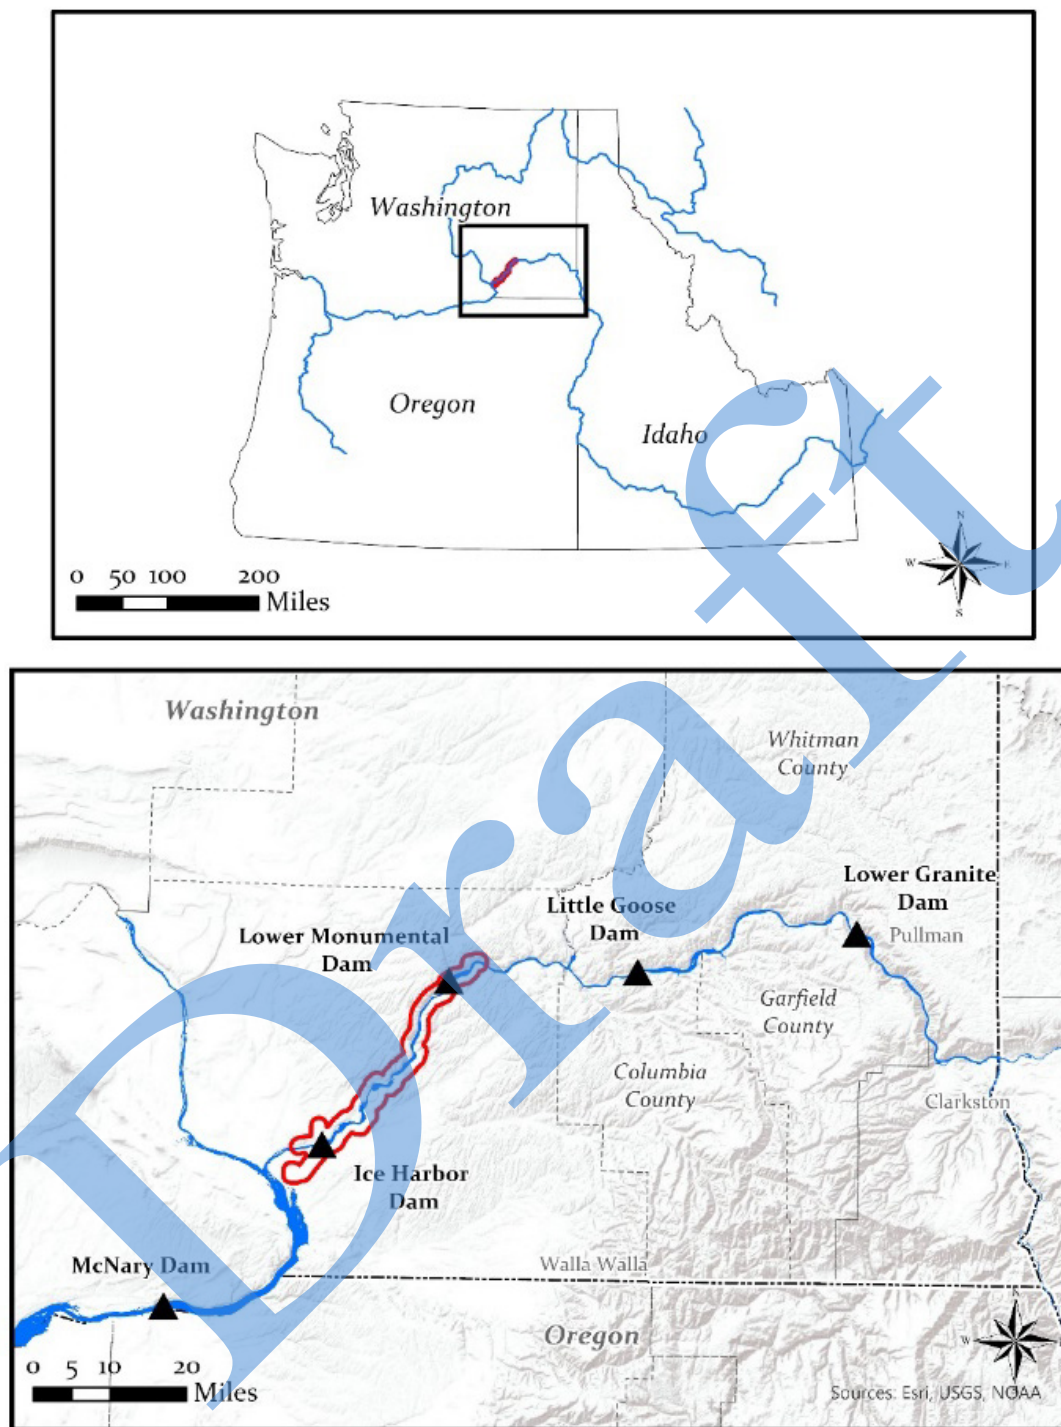 Washington
Oregon
Idaho
0 50 100 200
Miles
N
W E
S
Washington
Whitman
County
Lower Granite
Dam
Pullman
Little Goose
Dam
Lower Monumental
Dam
Garfield
County
Columbia
County
Clarkston
Ice Harbor
Dam
McNary Dam
Walla Walla
Oregon
0 5 10 20
Miles
Sources: Esri, USGS, NOAA
Draft